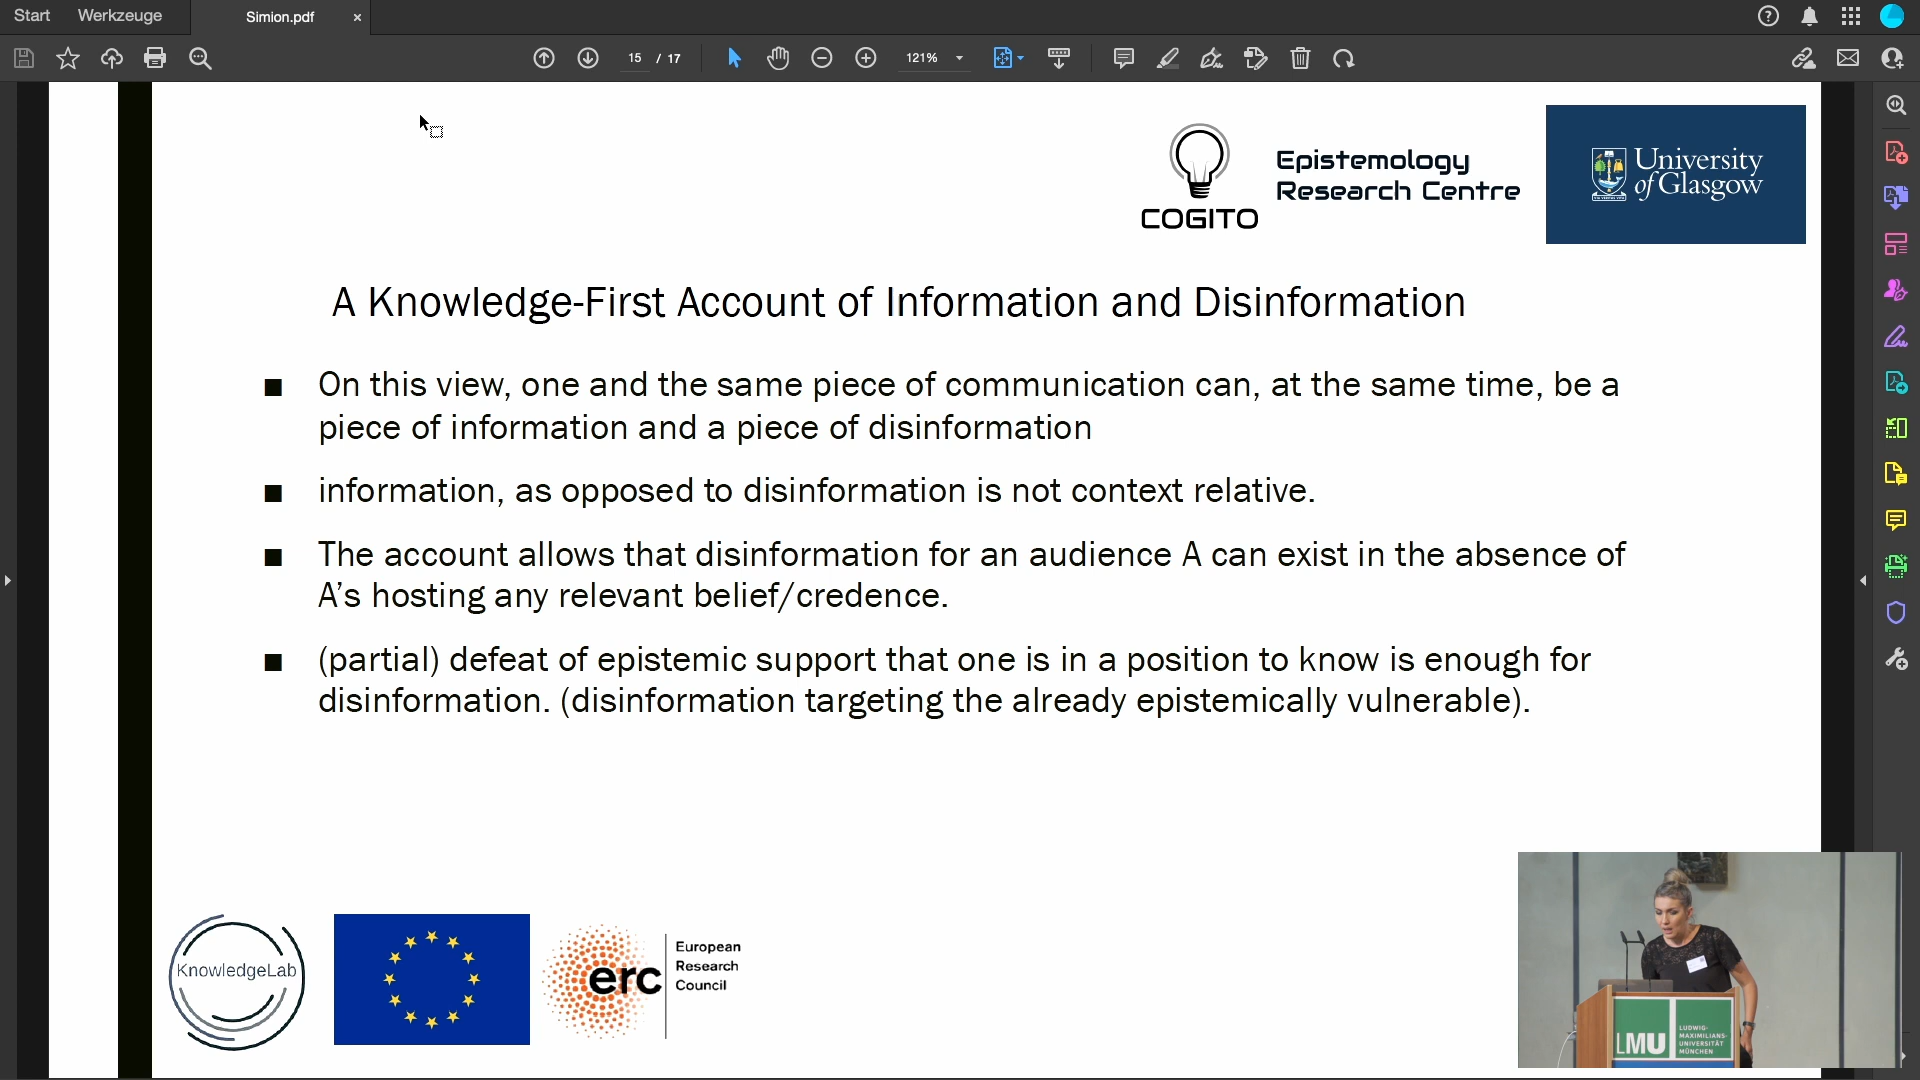 Start Werkzeuge Simion.pdf
15 / 17 121%
COGITO
Epistemology
Research Centre
University
of Glasgow
A Knowledge-First Account of Information and Disinformation
On this view, one and the same piece of communication can, at the same time, be a
piece of information and a piece of disinformation
information, as opposed to disinformation is not context relative.
The account allows that disinformation for an audience A can exist in the absence of
A’s hosting any relevant belief/credence.
(partial) defeat of epistemic support that one is in a position to know is enough for
disinformation. (disinformation targeting the already epistemically vulnerable).
KnowledgeLab
erc
European
Research
Council
LMU
LUDWIG-
MAXIMILIANS-
UNIVERSITÄT
MÜNCHEN